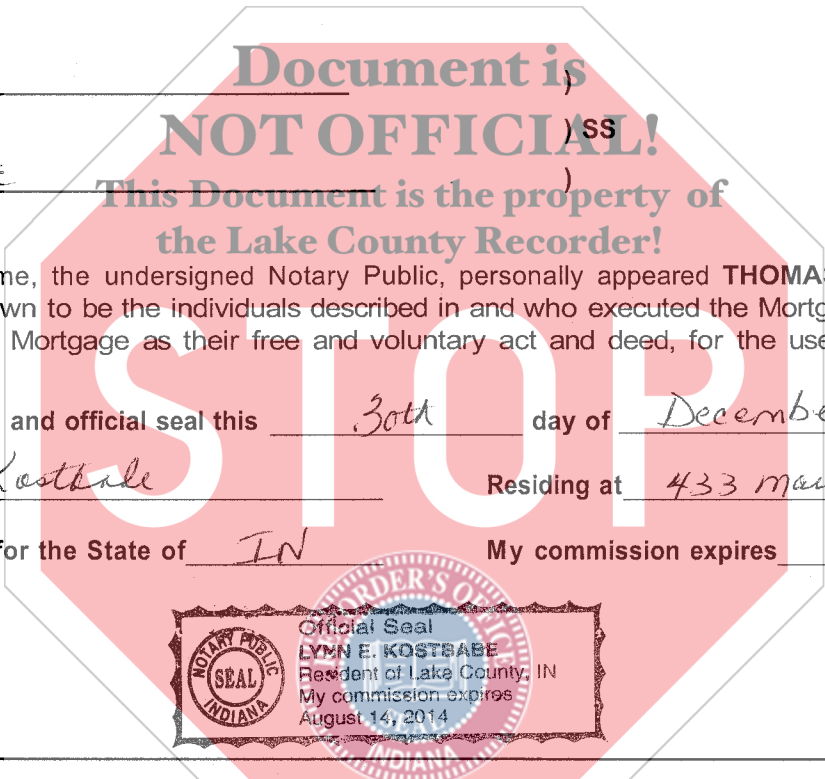 Document is
)
NOT OFFICIAL!
) SS
)
This Document is the property of
the Lake County Recorder!
me, the undersigned Notary Public, personally appeared THOMAS
wn to be the individuals described in and who executed the Mortg
Mortgage as their free and voluntary act and deed, for the use
STOP
and official seal this 30th day of Decembe
Kostbabe Residing at 433 Mai
for the State of IN My commission expires
RECORDER'S OFFICE
Official Seal
LYNN E. KOSTBABE
NOTARY PUBLIC
SEAL
INDIANA
Resident of Lake County, IN
My commission expires
August 14, 2014
SEAL
INDIANA